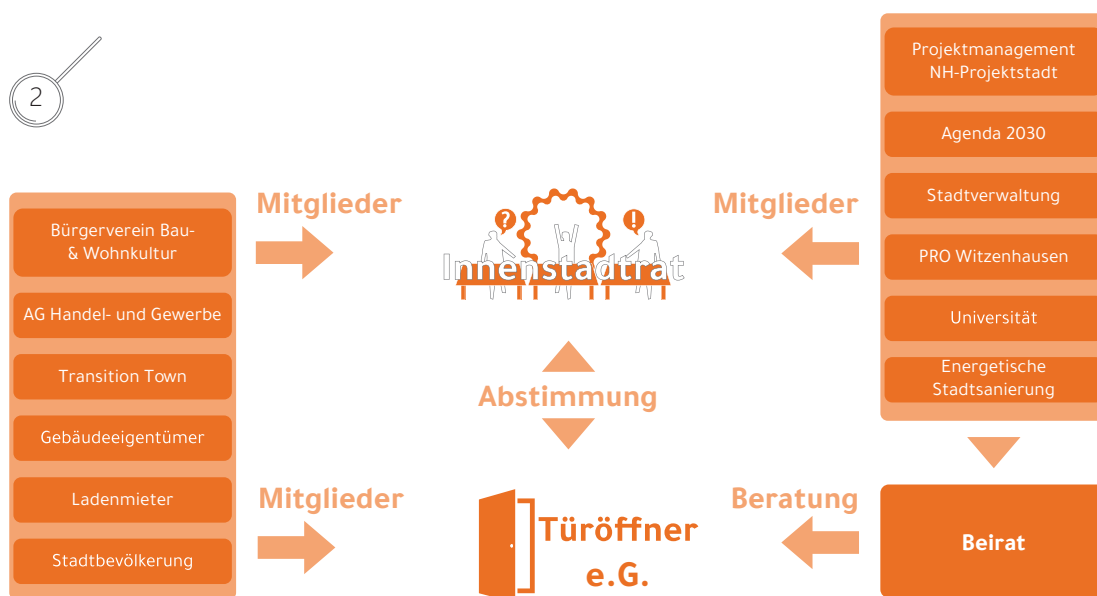 2
Bürgerverein Bau-
& Wohnkultur
AG Handel- und Gewerbe
Transition Town
Gebäudeeigentümer
Ladenmieter
Stadtbevölkerung
Mitglieder
Mitglieder
?
!
Innenstadtrat
Abstimmung
Türöffner
e.G.
Mitglieder
Beratung
Projektmanagement
NH-Projektstadt
Agenda 2030
Stadtverwaltung
PRO Witzenhausen
Universität
Energetische
Stadtsanierung
Beirat